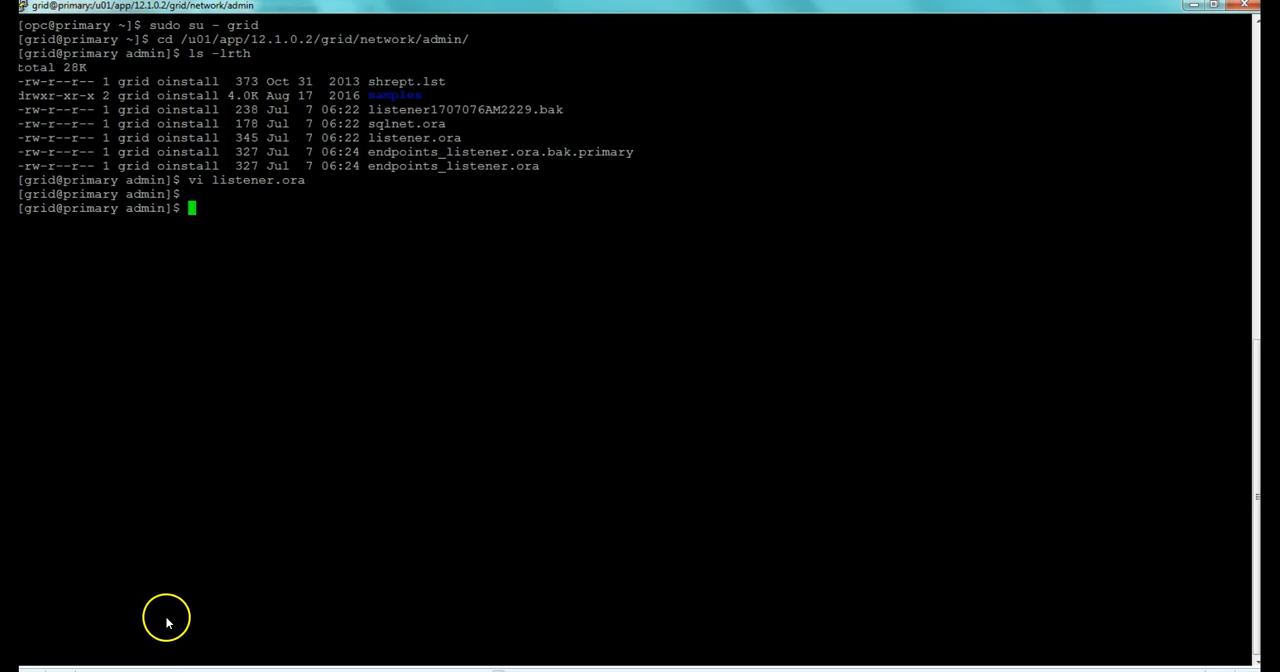 grid@primary:/u01/app/12.1.0.2/grid/network/admin
[opc@primary ~]$ sudo su - grid
[grid@primary ~]$ cd /u01/app/12.1.0.2/grid/network/admin/
[grid@primary admin]$ ls -lrth
total 28K
-rw-r--r-- 1 grid oinstall  373 Oct 31  2013 shrept.lst
drwxr-xr-x 2 grid oinstall 4.0K Aug 17  2016 samples
-rw-r--r-- 1 grid oinstall  238 Jul  7 06:22 listener1707076AM2229.bak
-rw-r--r-- 1 grid oinstall  178 Jul  7 06:22 sqlnet.ora
-rw-r--r-- 1 grid oinstall  345 Jul  7 06:22 listener.ora
-rw-r--r-- 1 grid oinstall  327 Jul  7 06:24 endpoints_listener.ora.bak.primary
-rw-r--r-- 1 grid oinstall  327 Jul  7 06:24 endpoints_listener.ora
[grid@primary admin]$ vi listener.ora
[grid@primary admin]$
[grid@primary admin]$